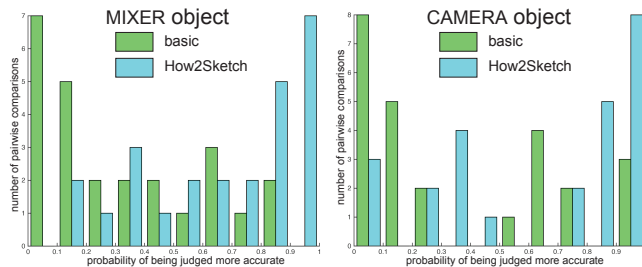 MIXER object
basic
How2Sketch
number of pairwise comparisons
7
6
5
4
3
2
1
0 0.1 0.2 0.3 0.4 0.5 0.6 0.7 0.8 0.9 1
probability of being judged more accurate
CAMERA object
basic
How2Sketch
number of pairwise comparisons
8
7
6
5
4
3
2
1
0
0 0.1 0.2 0.3 0.4 0.5 0.6 0.7 0.8 0.9
probability of being judged more accurate